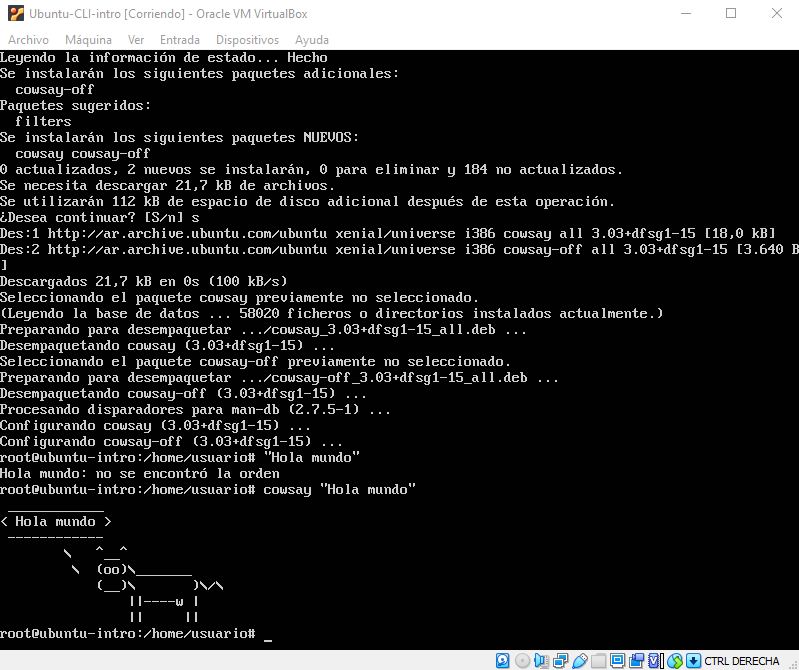 Ubuntu-CLI-intro [Corriendo] - Oracle VM VirtualBox
Archivo Máquina Ver Entrada Dispositivos Ayuda
Leyendo la información de estado... Hecho
Se instalarán los siguientes paquetes adicionales:
  cowsay-off
Paquetes sugeridos:
  filters
Se instalarán los siguientes paquetes NUEVOS:
  cowsay cowsay-off
0 actualizados, 2 nuevos se instalarán, 0 para eliminar y 184 no actualizados.
Se necesita descargar 21,7 kB de archivos.
Se utilizarán 112 kB de espacio de disco adicional después de esta operación.
¿Desea continuar? [S/n] s
Des:1 http://ar.archive.ubuntu.com/ubuntu xenial/universe i386 cowsay all 3.03+dfsg1-15 [18,0 kB]
Des:2 http://ar.archive.ubuntu.com/ubuntu xenial/universe i386 cowsay-off all 3.03+dfsg1-15 [3.640 B
]
Descargados 21,7 kB en 0s (100 kB/s)
Seleccionando el paquete cowsay previamente no seleccionado.
(Leyendo la base de datos ... 58020 ficheros o directorios instalados actualmente.)
Preparando para desempaquetar .../cowsay_3.03+dfsg1-15_all.deb ...
Desempaquetando cowsay (3.03+dfsg1-15) ...
Seleccionando el paquete cowsay-off previamente no seleccionado.
Preparando para desempaquetar .../cowsay-off_3.03+dfsg1-15_all.deb ...
Desempaquetando cowsay-off (3.03+dfsg1-15) ...
Procesando disparadores para man-db (2.7.5-1) ...
Configurando cowsay (3.03+dfsg1-15) ...
Configurando cowsay-off (3.03+dfsg1-15) ...
root@ubuntu-intro:/home/usuario# "Hola mundo"
Hola mundo: no se encontró la orden
root@ubuntu-intro:/home/usuario# cowsay "Hola mundo"
 ____________
< Hola mundo >
 ------------
        \   ^__^
         \  (oo)\_______
            (__)\       )\/\
                ||----w |
                ||     ||
root@ubuntu-intro:/home/usuario# _
CTRL DERECHA